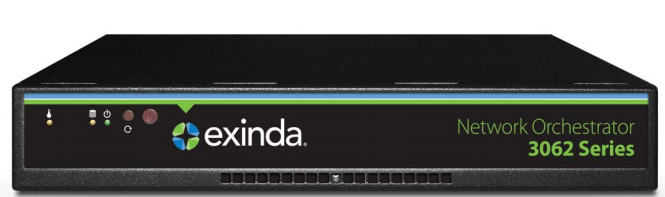 exinda.
Network Orchestrator
3062 Series